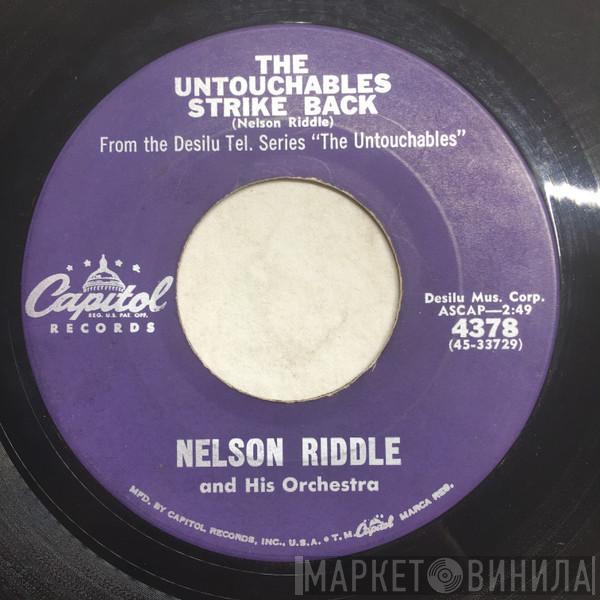 THE
UNTOUCHABLES
STRIKE BACK
(Nelson Riddle)
From the Desilu Tel. Series "The Untouchables"
Capitol
REG. U.S. PAT. OFF.
RECORDS
Desilu Mus. Corp.
ASCAP—2:49
4378
(45-33729)
NELSON RIDDLE
and His Orchestra
MFD. BY CAPITOL RECORDS, INC., U.S.A. • T.M. Capitol MARCA REG.
МАРКЕТ ВИНИЛА